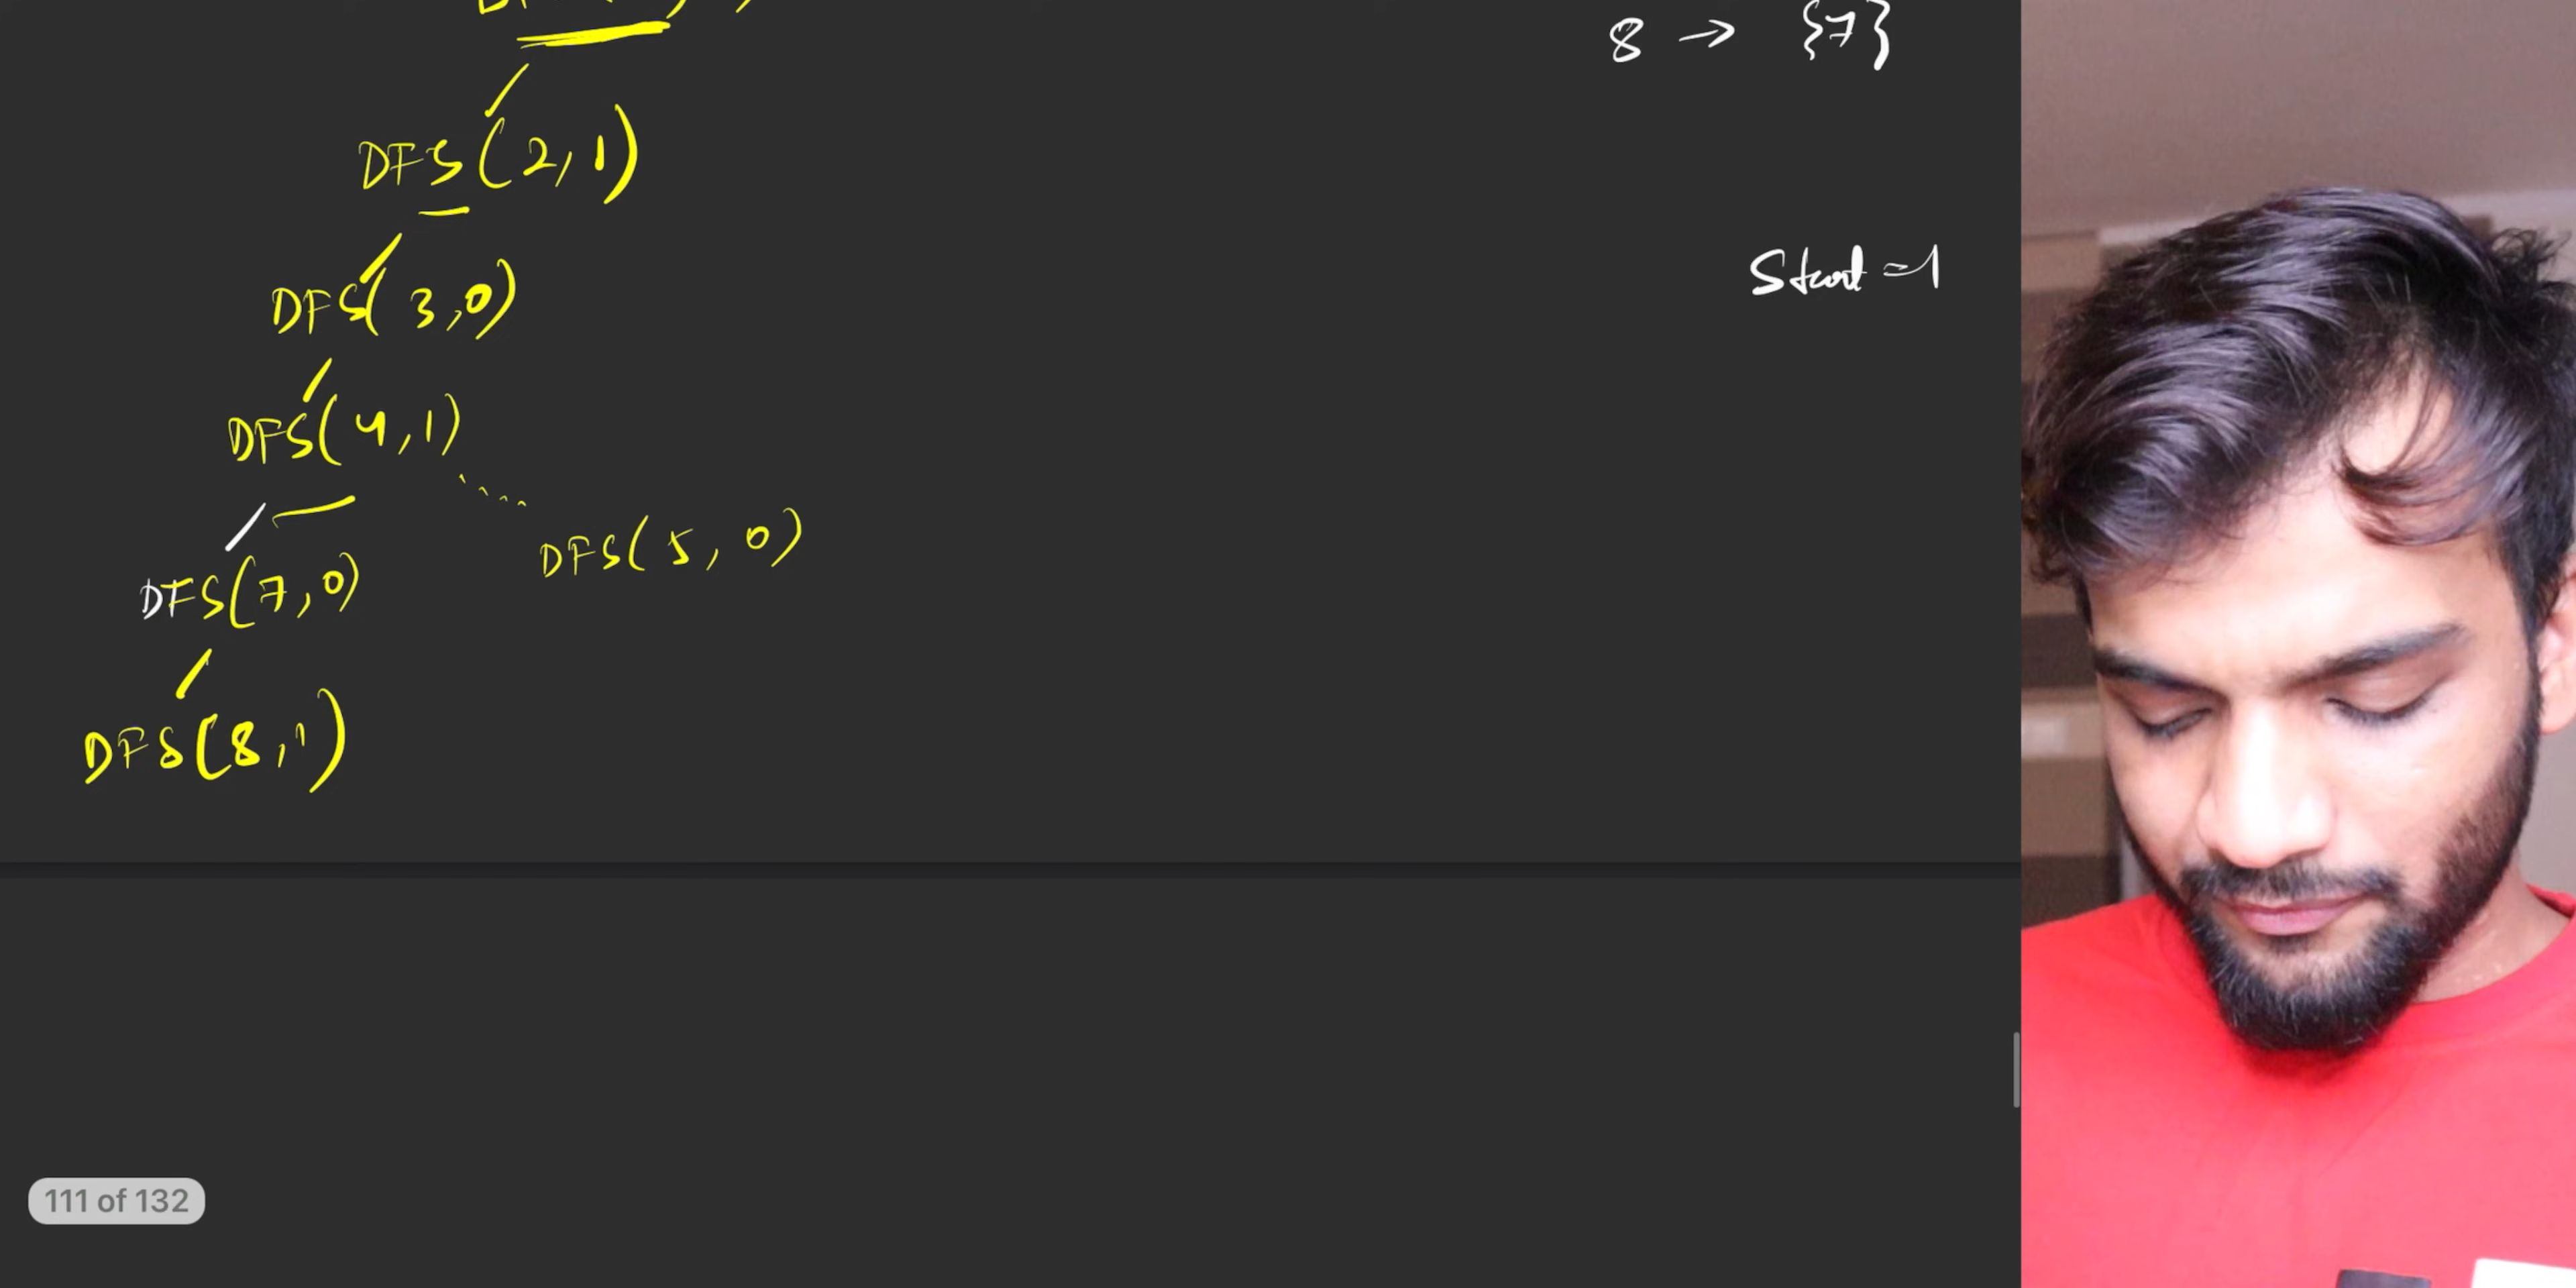 8 → {7}
DFS(2,1)
Start = 1
DFS(3,0)
DFS(4,1)
DFS(5,0)
DFS(7,0)
DFS(8,1)
111 of 132